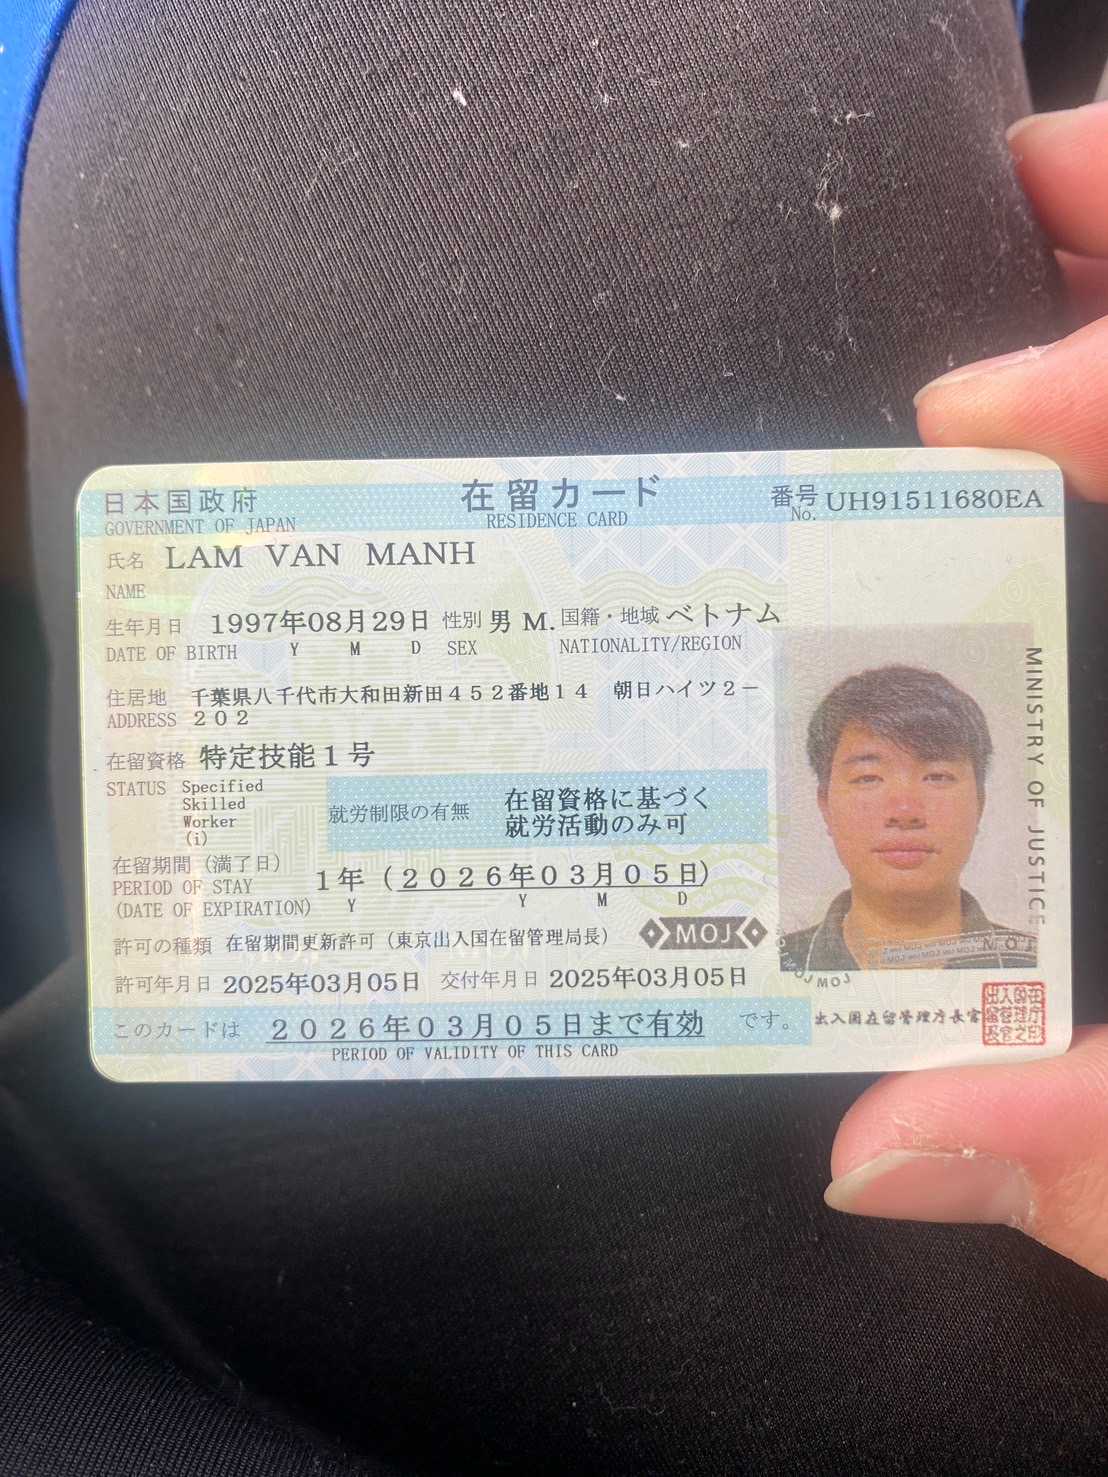 日本国政府 在留カード 番号 UH91511680EA
GOVERNMENT OF JAPAN RESIDENCE CARD No.
氏名 LAM VAN MANH
NAME
生年月日 1997年08月29日 性別 男 M. 国籍・地域 ベトナム
DATE OF BIRTH Y M D SEX NATIONALITY/REGION
住居地 千葉県八千代市大和田新田452番地14 朝日ハイツ2－
ADDRESS 202
在留資格 特定技能1号
STATUS Specified
Skilled
Worker
(i)
就労制限の有無 在留資格に基づく
就労活動のみ可
在留期間（満了日） 1年（2026年03月05日）
PERIOD OF STAY
(DATE OF EXPIRATION) Y Y M D
許可の種類 在留期間更新許可（東京出入国在留管理局長）
MOJ
許可年月日 2025年03月05日 交付年月日 2025年03月05日
このカードは 2026年03月05日まで有効 です。
PERIOD OF VALIDITY OF THIS CARD
MINISTRY OF JUSTICE
MOJ
出入国在留管理庁長官